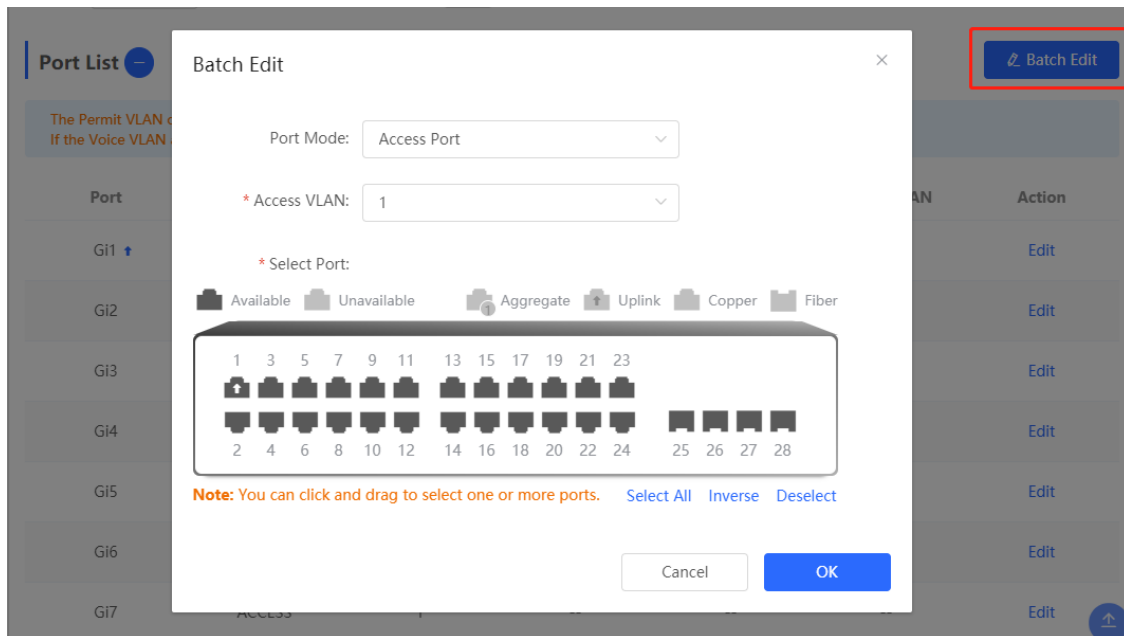 Port List
Batch Edit
Batch Edit
The Permit VLAN
If the Voice VLAN
Port Mode: Access Port
* Access VLAN: 1
Port AN Action
* Select Port:
Gi1 Edit
Available Unavailable 1 Aggregate Uplink Copper Fiber
Gi2 Edit
1 3 5 7 9 11 13 15 17 19 21 23
Gi3 Edit
Gi4 Edit
2 4 6 8 10 12 14 16 18 20 22 24 25 26 27 28
Gi5 Edit
Note: You can click and drag to select one or more ports. Select All Inverse Deselect
Gi6 Edit
Cancel OK
Gi7 ACCESS Edit